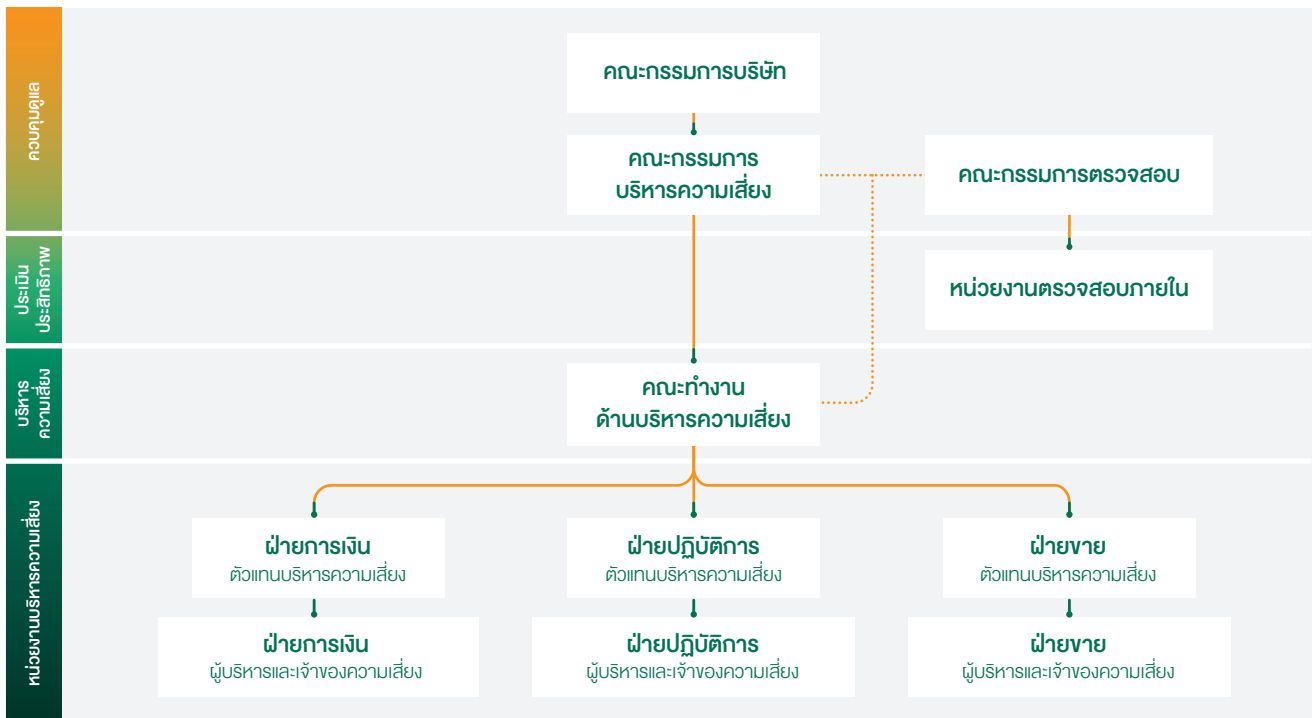 ควบคุมดูแล
คณะกรรมการบริษัท
คณะกรรมการ
บริหารความเสี่ยง
คณะกรรมการตรวจสอบ
ประเมิน
ประสิทธิภาพ
หน่วยงานตรวจสอบภายใน
บริหาร
ความเสี่ยง
คณะทำงาน
ด้านบริหารความเสี่ยง
หน่วยงานบริหารความเสี่ยง
ฝ่ายการเงิน
ตัวแทนบริหารความเสี่ยง
ฝ่ายปฏิบัติการ
ตัวแทนบริหารความเสี่ยง
ฝ่ายขาย
ตัวแทนบริหารความเสี่ยง
ฝ่ายการเงิน
ผู้บริหารและเจ้าของความเสี่ยง
ฝ่ายปฏิบัติการ
ผู้บริหารและเจ้าของความเสี่ยง
ฝ่ายขาย
ผู้บริหารและเจ้าของความเสี่ยง